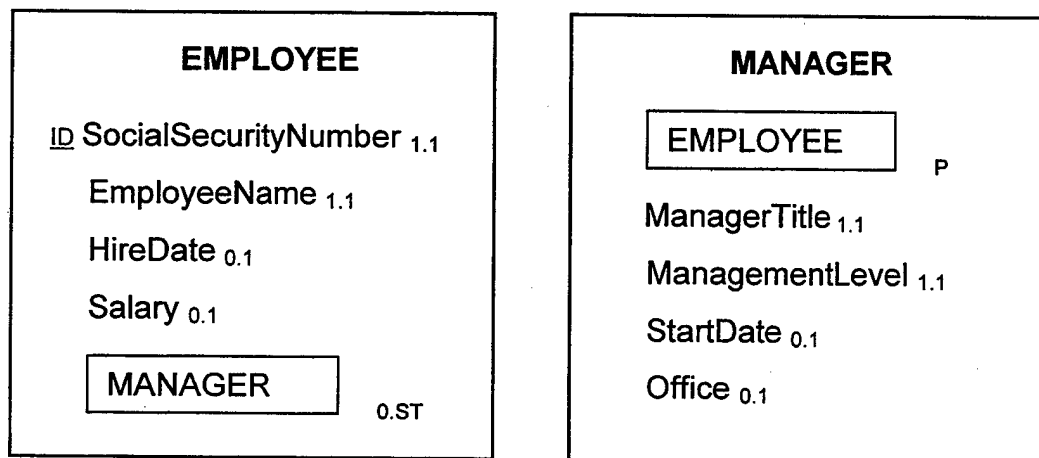 EMPLOYEE
ID SocialSecurityNumber 1.1
EmployeeName 1.1
HireDate 0.1
Salary 0.1
MANAGER 0.ST
MANAGER
EMPLOYEE P
ManagerTitle 1.1
ManagementLevel 1.1
StartDate 0.1
Office 0.1